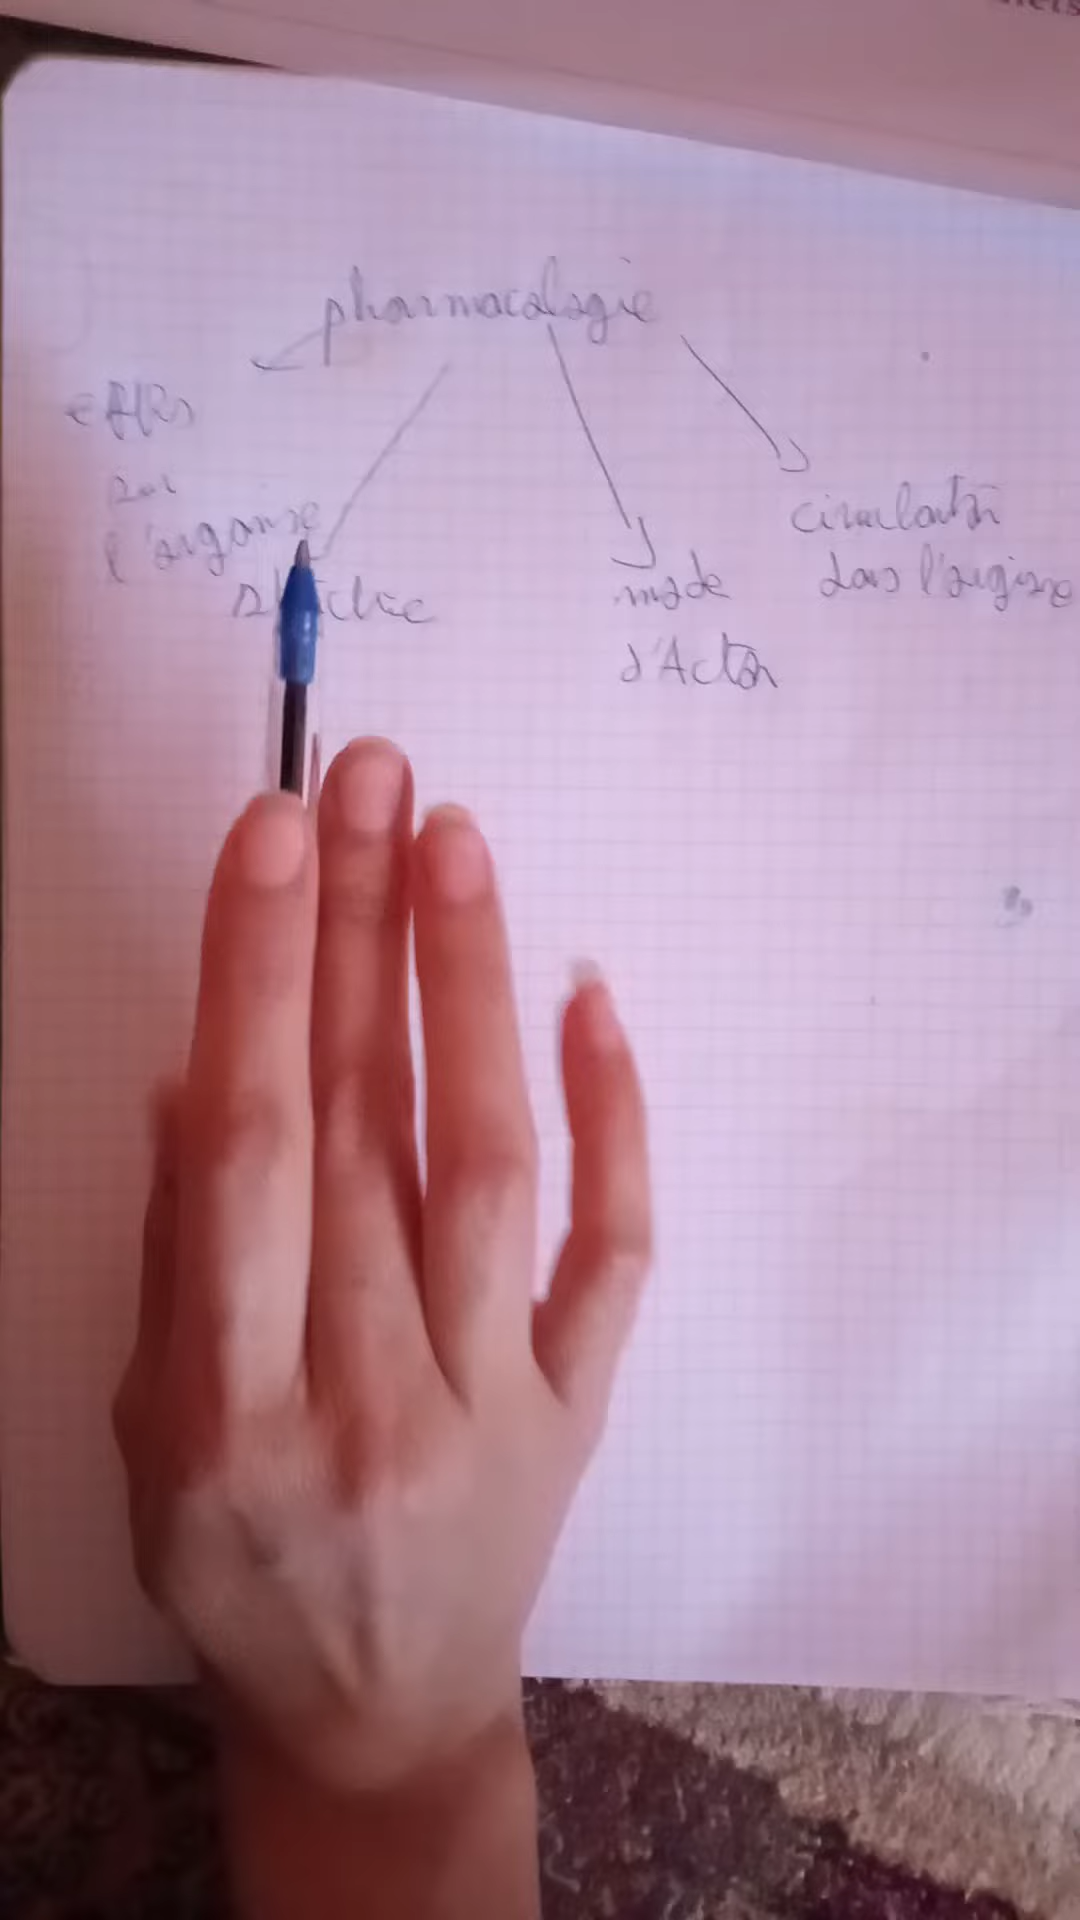 pharmacologie
effets
sur
l'organisme
mode
d'Action
circulation
dans l'organisme